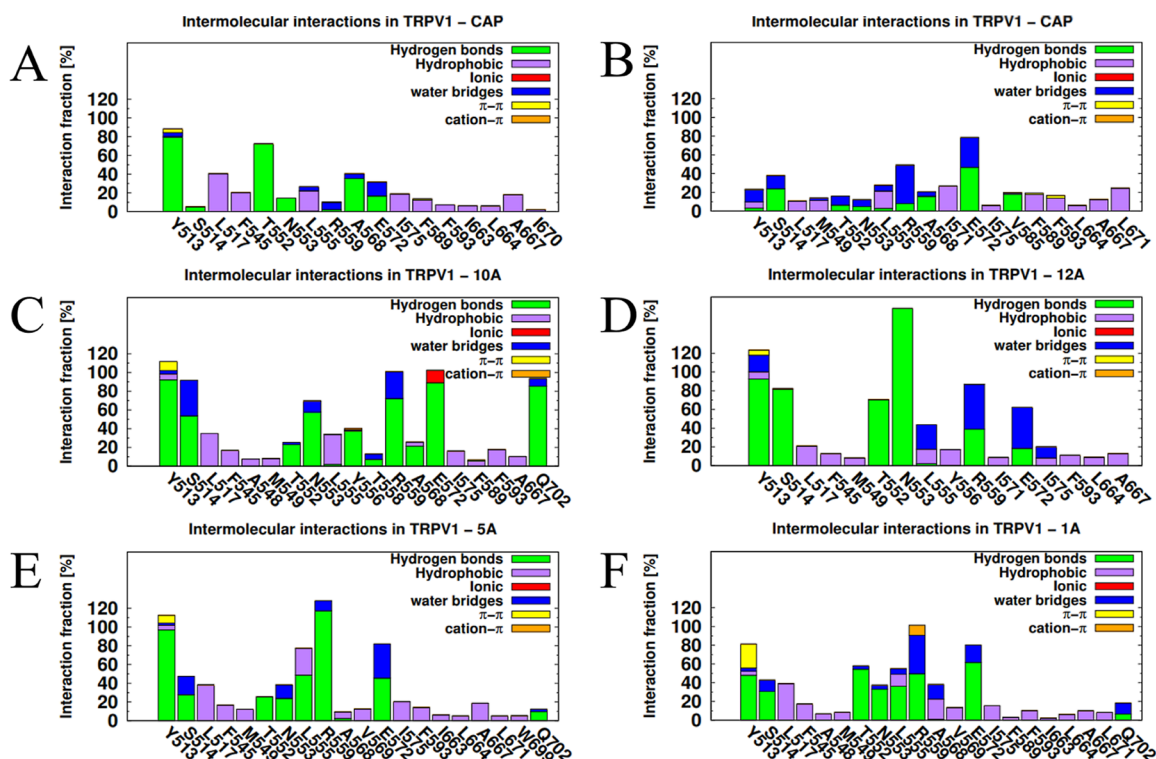 A
Intermolecular interactions in TRPV1 – CAP
Interaction fraction [%]
Hydrogen bonds
Hydrophobic
Ionic
water bridges
π–π
cation–π
120
100
80
60
40
20
0
Y513 S514 L517 F545 T552 N553 L555 R559 A568 E572 I575 F589 F593 I663 L664 A667 I670
B
Intermolecular interactions in TRPV1 – CAP
Interaction fraction [%]
Hydrogen bonds
Hydrophobic
Ionic
water bridges
π–π
cation–π
120
100
80
60
40
20
0
Y513 S514 L517 M549 T552 N553 L555 R559 A568 I571 E572 I575 V585 F589 F593 L664 A667 L671
C
Intermolecular interactions in TRPV1 – 10A
Interaction fraction [%]
Hydrogen bonds
Hydrophobic
Ionic
water bridges
π–π
cation–π
120
100
80
60
40
20
0
Y513 S514 L517 F545 A548 M549 T552 N553 L555 Y556 T558 R559 A568 E572 I575 F589 F593 A667 Q702
D
Intermolecular interactions in TRPV1 – 12A
Interaction fraction [%]
Hydrogen bonds
Hydrophobic
Ionic
water bridges
π–π
cation–π
120
100
80
60
40
20
0
Y513 S514 L517 F545 M549 T552 N553 L555 Y556 R559 I571 E572 I575 F593 L664 A667
E
Intermolecular interactions in TRPV1 – 5A
Interaction fraction [%]
Hydrogen bonds
Hydrophobic
Ionic
water bridges
π–π
cation–π
120
100
80
60
40
20
0
Y513 S514 L517 F545 M549 T552 N553 L555 R559 A568 V569 E572 I575 F593 I663 L664 A667 L671 Q702
F
Intermolecular interactions in TRPV1 – 1A
Interaction fraction [%]
Hydrogen bonds
Hydrophobic
Ionic
water bridges
π–π
cation–π
120
100
80
60
40
20
0
Y513 S514 L517 F545 A548 M549 T552 N553 L555 R559 A568 V569 E572 I575 F589 F593 I663 L664 A667 L671 Q702